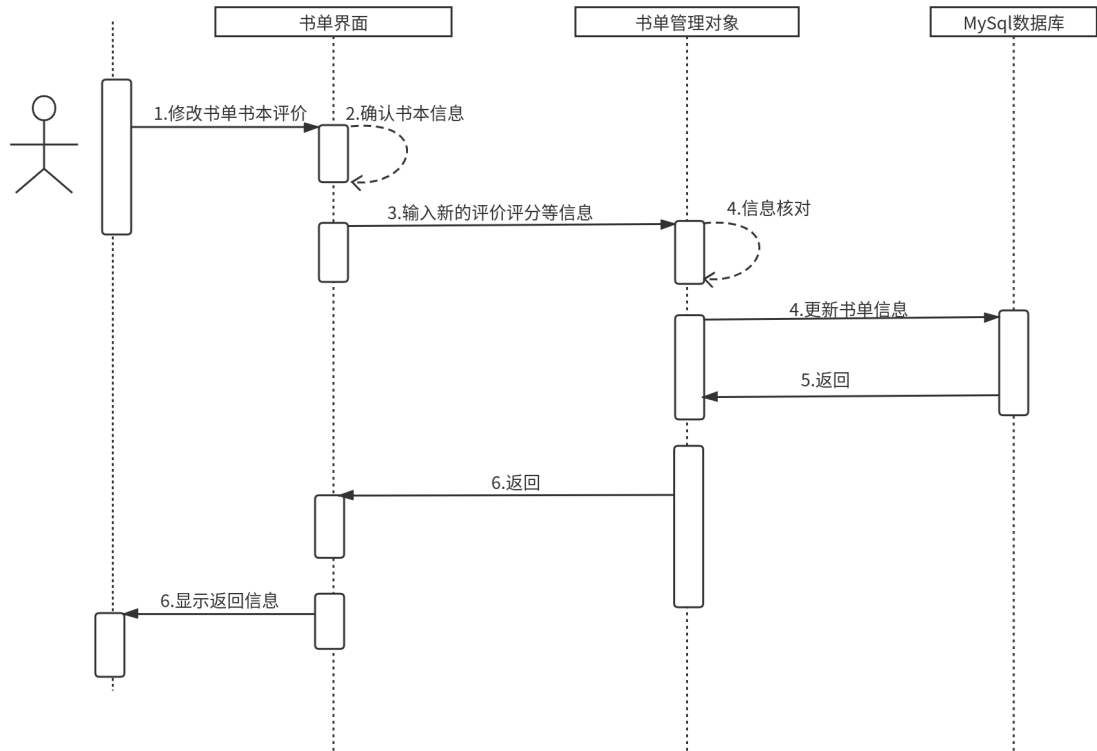 书单界面
书单管理对象
MySql数据库
1.修改书单书本评价
2.确认书本信息
3.输入新的评价评分等信息
4.信息核对
4.更新书单信息
5.返回
6.返回
6.显示返回信息